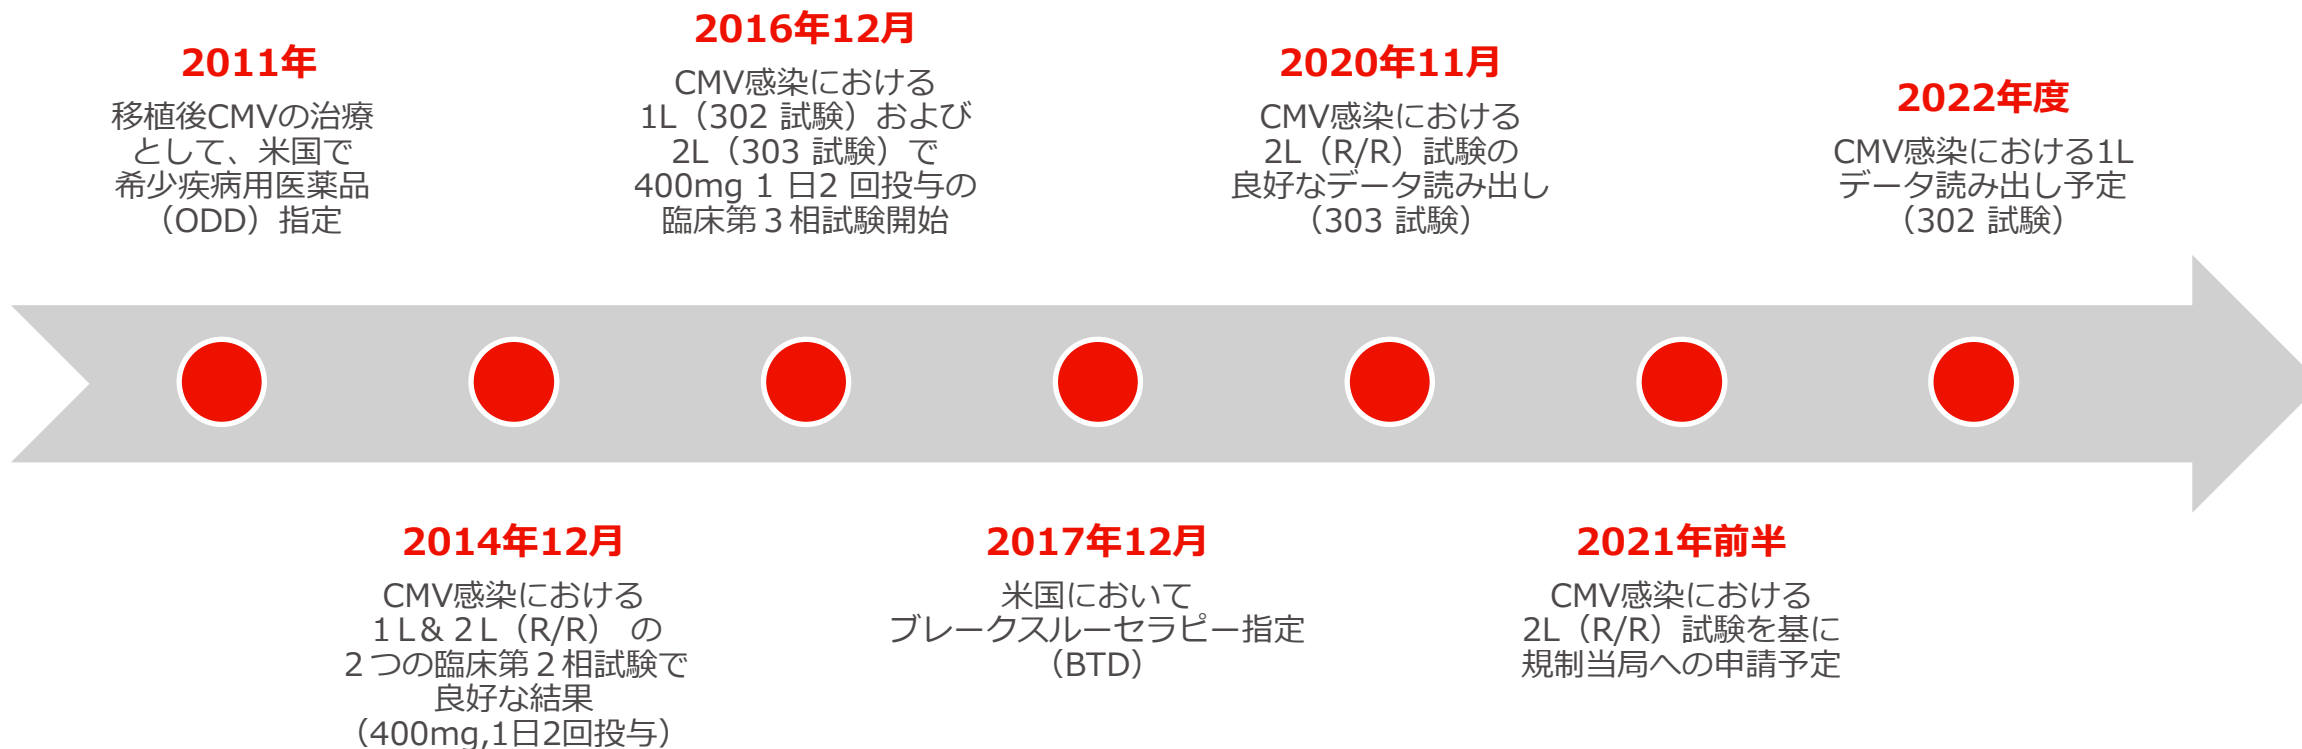 2011年
移植後CMVの治療
として、米国で
希少疾病用医薬品
（ODD）指定
2014年12月
CMV感染における
1L&２L（R/R） の
２つの臨床第２相試験で
良好な結果
（400mg,1日2回投与）
2016年12月
CMV感染における
1L（302 試験）および
2L（303 試験）で
400mg 1 日2 回投与の
臨床第３相試験開始
2017年12月
米国において
ブレークスルーセラピー指定
（BTD）
2020年11月
CMV感染における
2L（R/R）試験の
良好なデータ読み出し
（303 試験）
2021年前半
CMV感染における
2L（R/R）試験を基に
規制当局への申請予定
2022年度
CMV感染における1L
データ読み出し予定
（302 試験）